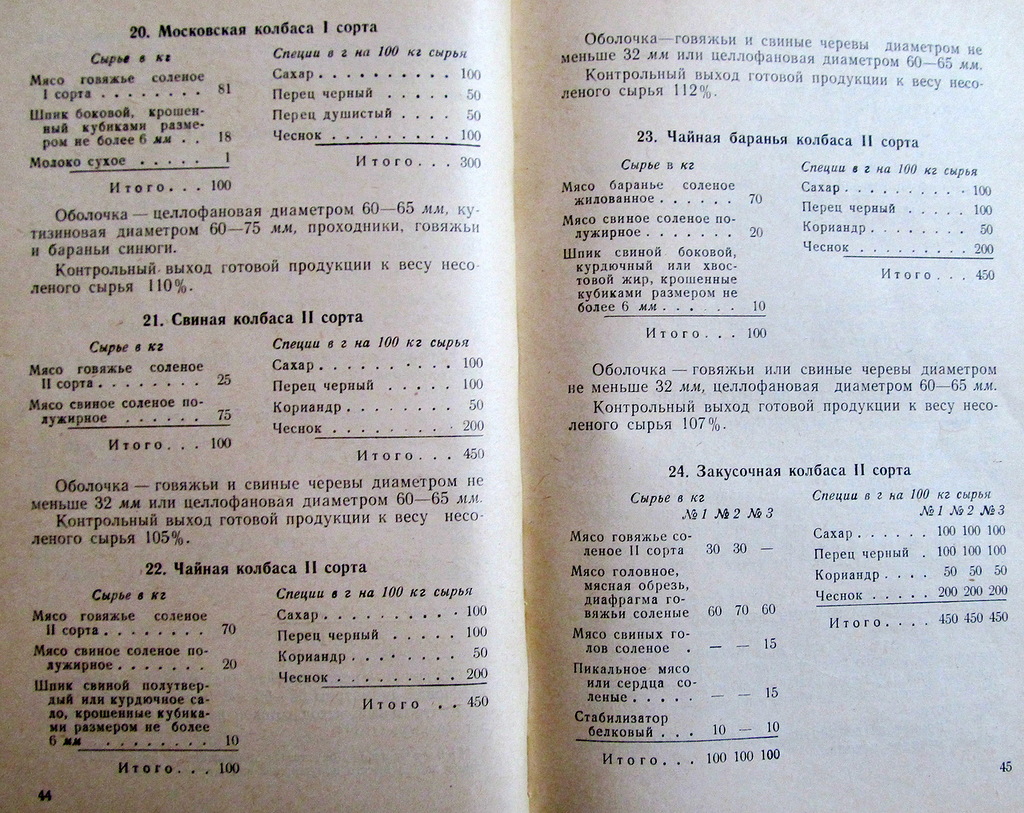 20. Московская колбаса I сорта
Сырье в кг
Мясо говяжье соленое
I сорта . . . . . . . . 81
Шпик боковой, крошен-
ный кубиками разме-
ром не более 6 мм . . 18
Молоко сухое . . . . . 1
Итого . . . 100
Специи в г на 100 кг сырья
Сахар . . . . . . . . . . 100
Перец черный . . . . . 50
Перец душистый . . . . 50
Чеснок . . . . . . . . . 100
Итого . . . 300
Оболочка — целлофановая диаметром 60—65 мм, ку-
тизиновая диаметром 60—75 мм, проходники, говяжьи
и бараньи синюги.
Контрольный выход готовой продукции к весу несо-
леного сырья 110%.
21. Свиная колбаса II сорта
Сырье в кг
Мясо говяжье соленое
II сорта . . . . . . . . 25
Мясо свиное соленое по-
лужирное . . . . . . . 75
Итого . . . 100
Специи в г на 100 кг сырья
Сахар . . . . . . . . . . 100
Перец черный . . . . . 100
Кориандр . . . . . . . . 50
Чеснок . . . . . . . . . 200
Итого . . . 450
Оболочка — говяжьи и свиные черевы диаметром не
меньше 32 мм или целлофановая диаметром 60—65 мм.
Контрольный выход готовой продукции к весу несо-
леного сырья 105%.
22. Чайная колбаса II сорта
Сырье в кг
Мясо говяжье соленое
II сорта . . . . . . . . 70
Мясо свиное соленое по-
лужирное . . . . . . . 20
Шпик свиной полутвер-
дый или курдючное са-
ло, крошенные кубика-
ми размером не более
6 мм . . . . . . . . 10
Итого . . . 100
Специи в г на 100 кг сырья
Сахар . . . . . . . . . . 100
Перец черный . . . . . 100
Кориандр . . . . . . . . 50
Чеснок . . . . . . . . . 200
Итого . . 450
44
Оболочка—говяжьи и свиные черевы диаметром не
меньше 32 мм или целлофановая диаметром 60—65 мм.
Контрольный выход готовой продукции к весу несо-
леного сырья 112%.
23. Чайная баранья колбаса II сорта
Сырье в кг
Мясо баранье соленое
жилованное . . . . . . 70
Мясо свиное соленое по-
лужирное . . . . . . . 20
Шпик свиной боковой,
курдючный или хвос-
товой жир, крошенные
кубиками размером не
более 6 мм . . . . . . 10
Итого . . . 100
Специи в г на 100 кг сырья
Сахар . . . . . . . . . . 100
Перец черный . . . . . 100
Кориандр . . . . . . . . 50
Чеснок . . . . . . . . . 200
Итого . . . 450
Оболочка — говяжьи или свиные черевы диаметром
не меньше 32 мм, целлофановая диаметром 60—65 мм.
Контрольный выход готовой продукции к весу несо-
леного сырья 107%.
24. Закусочная колбаса II сорта
Сырье в кг
№ 1 № 2 № 3
Мясо говяжье со-
леное II сорта 30 30 —
Мясо головное,
мясная обрезь,
диафрагма го-
вяжьи соленые 60 70 60
Мясо свиных го-
лов соленое . — — 15
Пикальное мясо
или сердца со-
леные . . . . . — — 15
Стабилизатор
белковый . . . 10 — 10
Итого . . . 100 100 100
Специи в г на 100 кг сырья
№ 1 № 2 № 3
Сахар . . . . . . 100 100 100
Перец черный . 100 100 100
Кориандр . . . . 50 50 50
Чеснок . . . . . 200 200 200
Итого . . . . 450 450 450
45